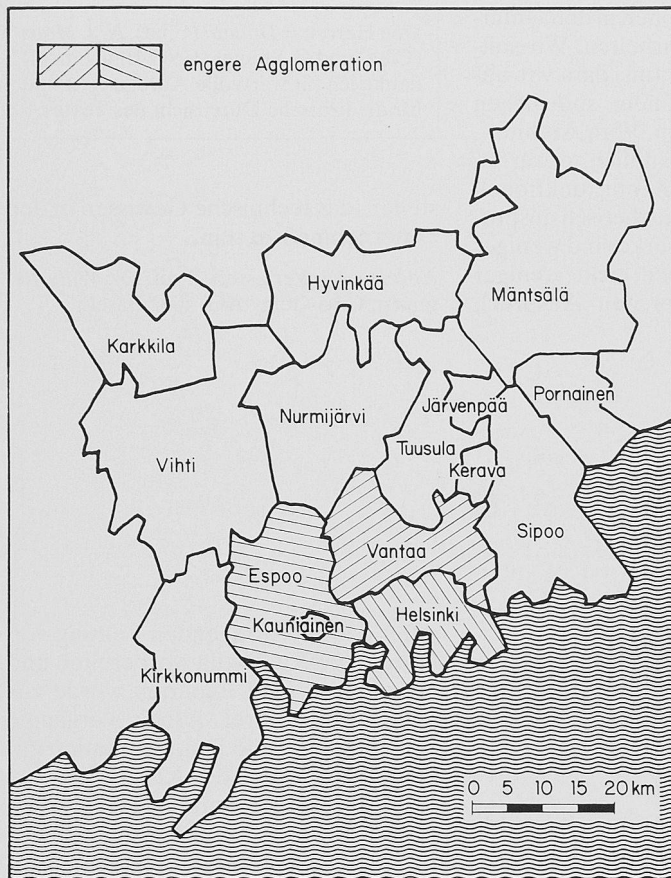 engere Agglomeration
Hyvinkää
Mäntsälä
Karkkila
Pornainen
Järvenpää
Nurmijärvi
Tuusula
Vihti
Kerava
Sipoo
Vantaa
Espoo
Helsinki
Kauniainen
Kirkkonummi
0 5 10 15 20 km